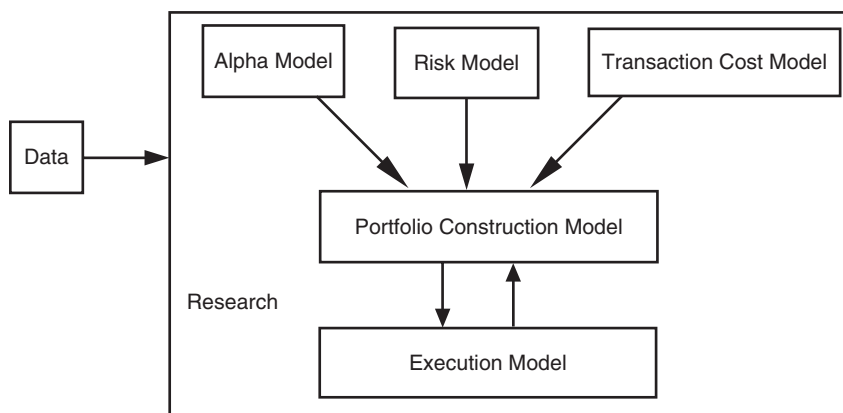 Alpha Model
Risk Model
Transaction Cost Model
Data
Portfolio Construction Model
Research
Execution Model